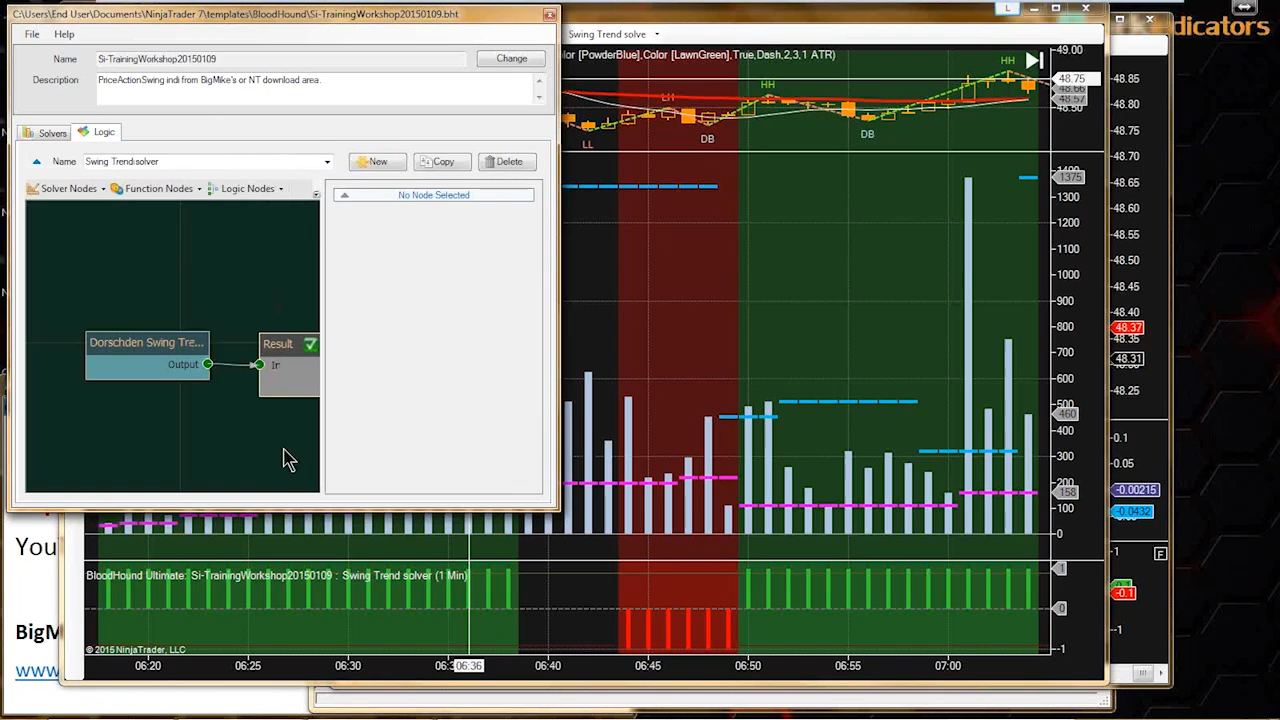 C:\Users\End User\Documents\NinjaTrader 7\templates\BloodHound\Si-TrainingWorkshop20150109.bht
File Help
Name Si-TrainingWorkshop20150109 Change
Description PriceActionSwing indi from BigMike's or NT download area.
Solvers Logic
Name Swing Trend solver New Copy Delete
Solver Nodes Function Nodes Logic Nodes
No Node Selected
Dorschden Swing Tre...
Output
Result
In
L
Swing Trend solve
Color [LawnGreen],True,Dash,2,3,1 ATR)
HH
HH
LH
LL
DB
DB
49.00
48.75
48.66
48.57
48.50
1400
1375
1300
1200
1100
1000
900
800
700
600
500
460
400
300
200
158
100
0
BloodHound Ultimate: Si-TrainingWorkshop20150109 : Swing Trend solver (1 Min)
1
0
-1
© 2015 NinjaTrader, LLC
06:20 06:25 06:30 06:36 06:40 06:45 06:50 06:55 07:00
48.85
48.80
48.75
48.70
48.65
48.60
48.55
48.50
48.45
48.40
48.37
48.35
48.31
48.25
0.1
0.05
-0.00215
-0.0432
1
F
-0.1
-1
dicators
You
BigM
www